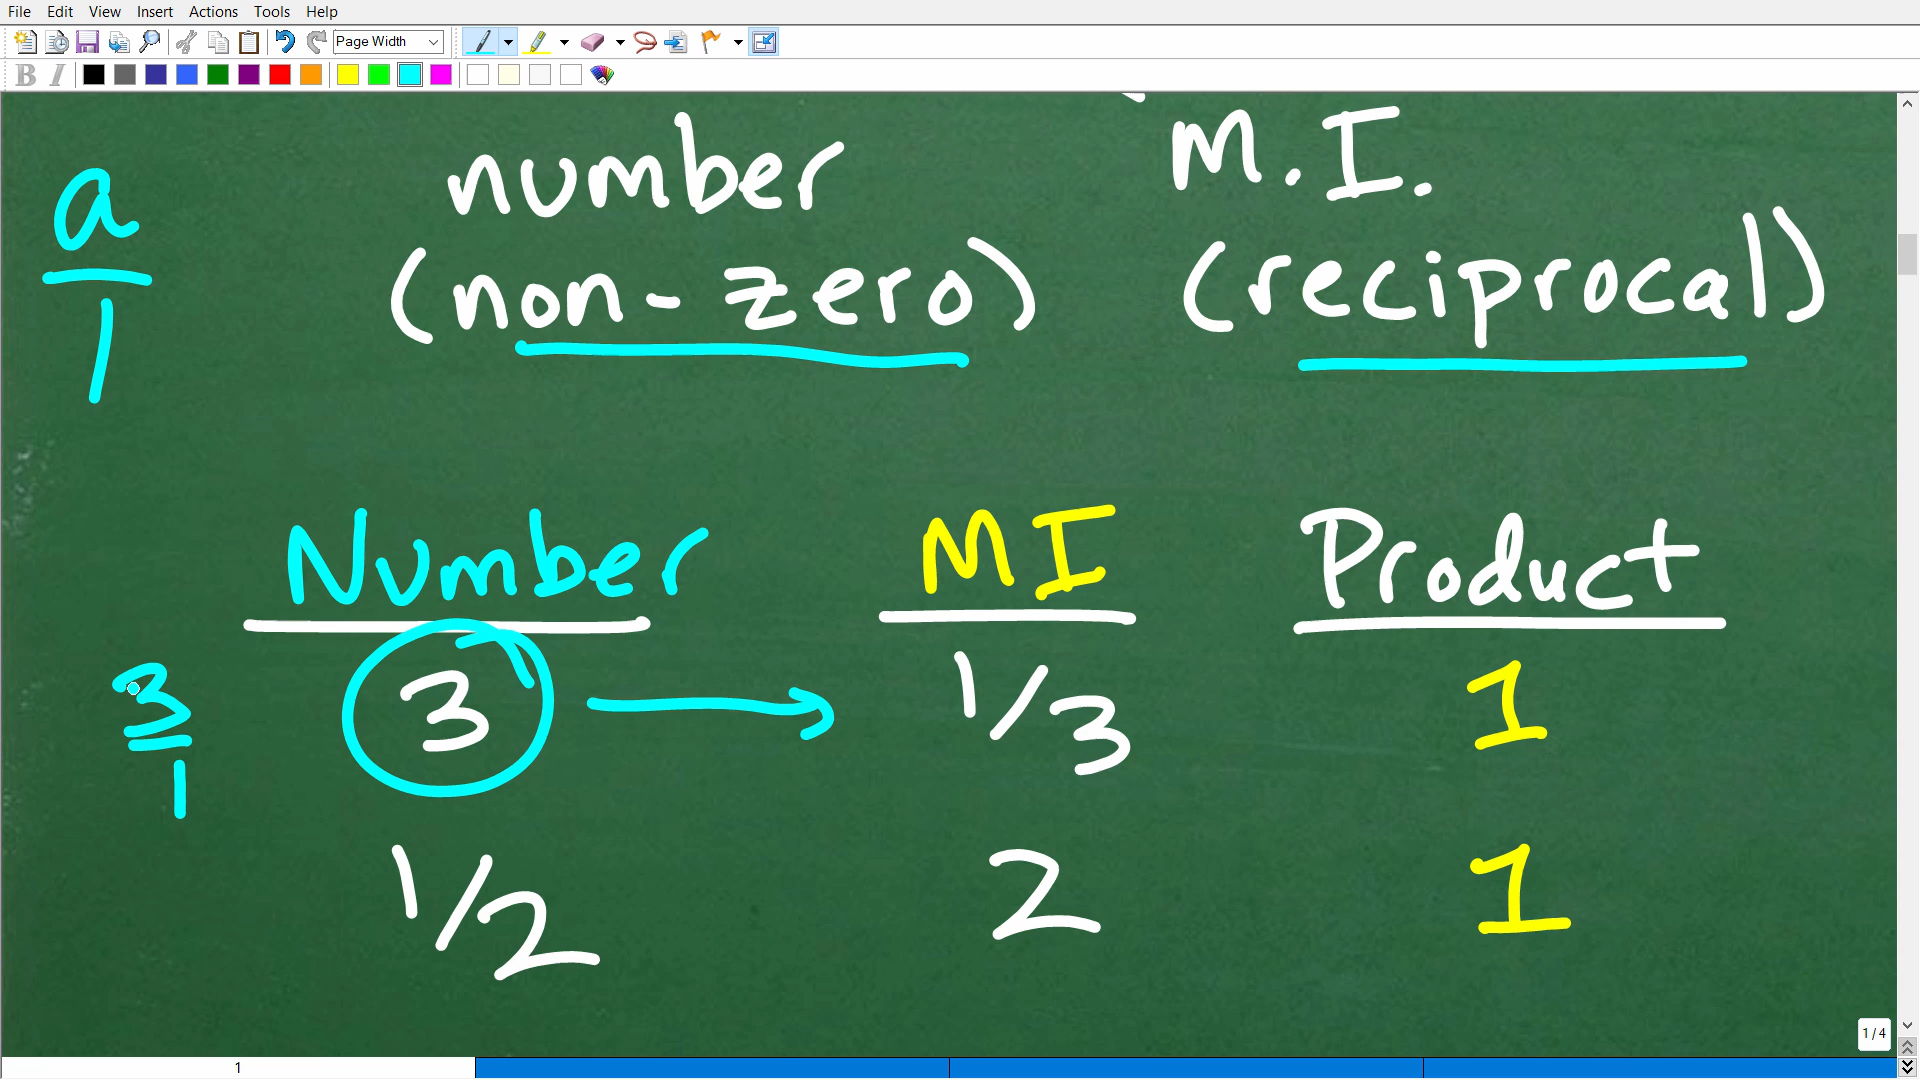 File Edit View Insert Actions Tools Help
Page Width
B I
a
1
number
(non-zero)
M.I.
(reciprocal)
Number MI Product
3
1
3 1/3 1
1/2 2 1
1/4
1